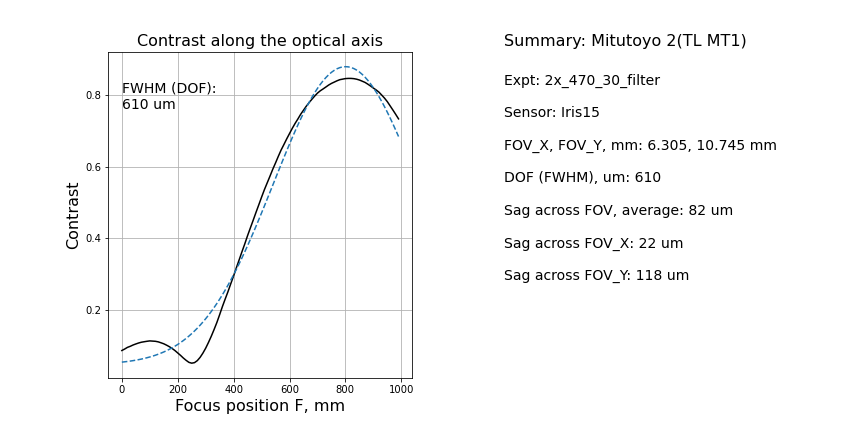 Contrast along the optical axis
FWHM (DOF):
610 um
0.8
0.6
0.4
0.2
Contrast
0 200 400 600 800 1000
Focus position F, mm
Summary: Mitutoyo 2(TL MT1)
Expt: 2x_470_30_filter
Sensor: Iris15
FOV_X, FOV_Y, mm: 6.305, 10.745 mm
DOF (FWHM), um: 610
Sag across FOV, average: 82 um
Sag across FOV_X: 22 um
Sag across FOV_Y: 118 um